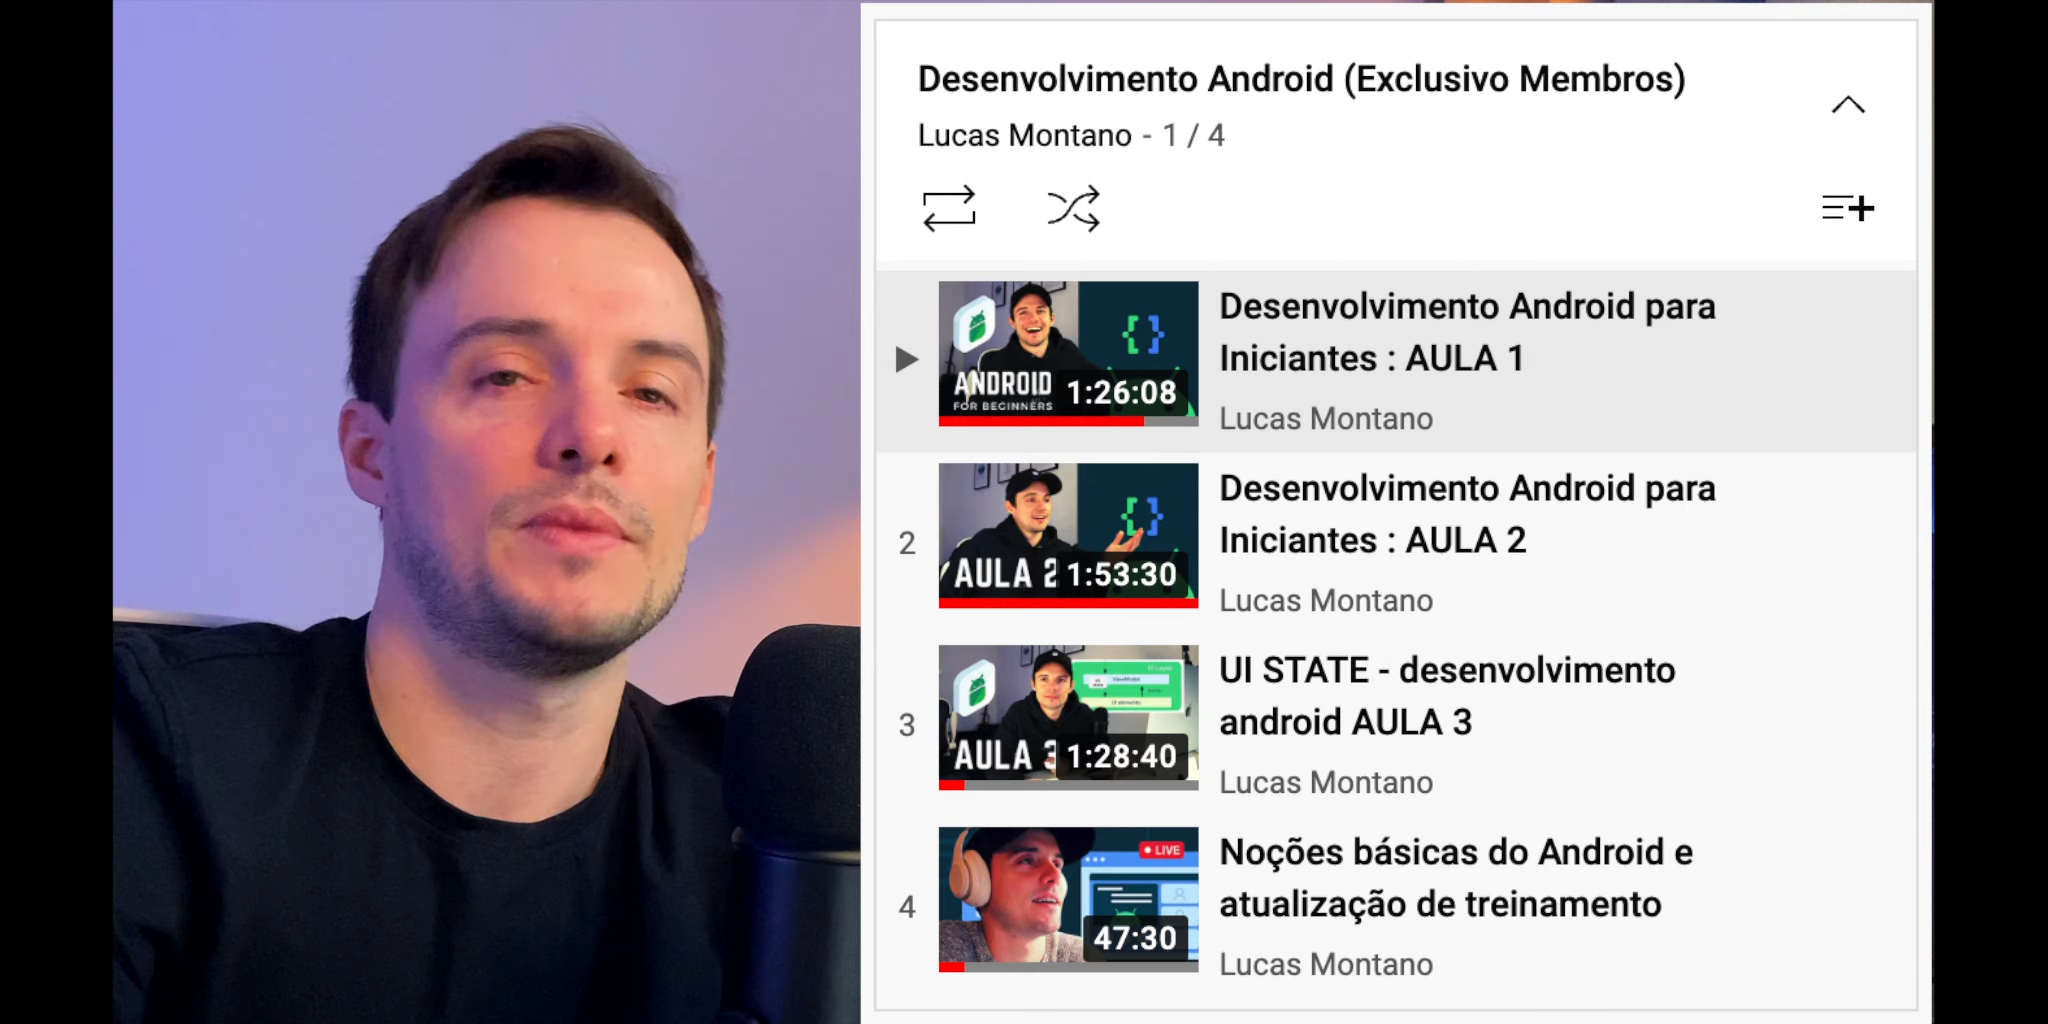 Desenvolvimento Android (Exclusivo Membros)
Lucas Montano - 1 / 4
ANDROID
FOR BEGINNERS
1:26:08
Desenvolvimento Android para
Iniciantes : AULA 1
Lucas Montano
2
AULA 2
1:53:30
Desenvolvimento Android para
Iniciantes : AULA 2
Lucas Montano
3
ViewModel
UI elements
AULA 3
1:28:40
UI STATE - desenvolvimento
android AULA 3
Lucas Montano
4
LIVE
47:30
Noções básicas do Android e
atualização de treinamento
Lucas Montano